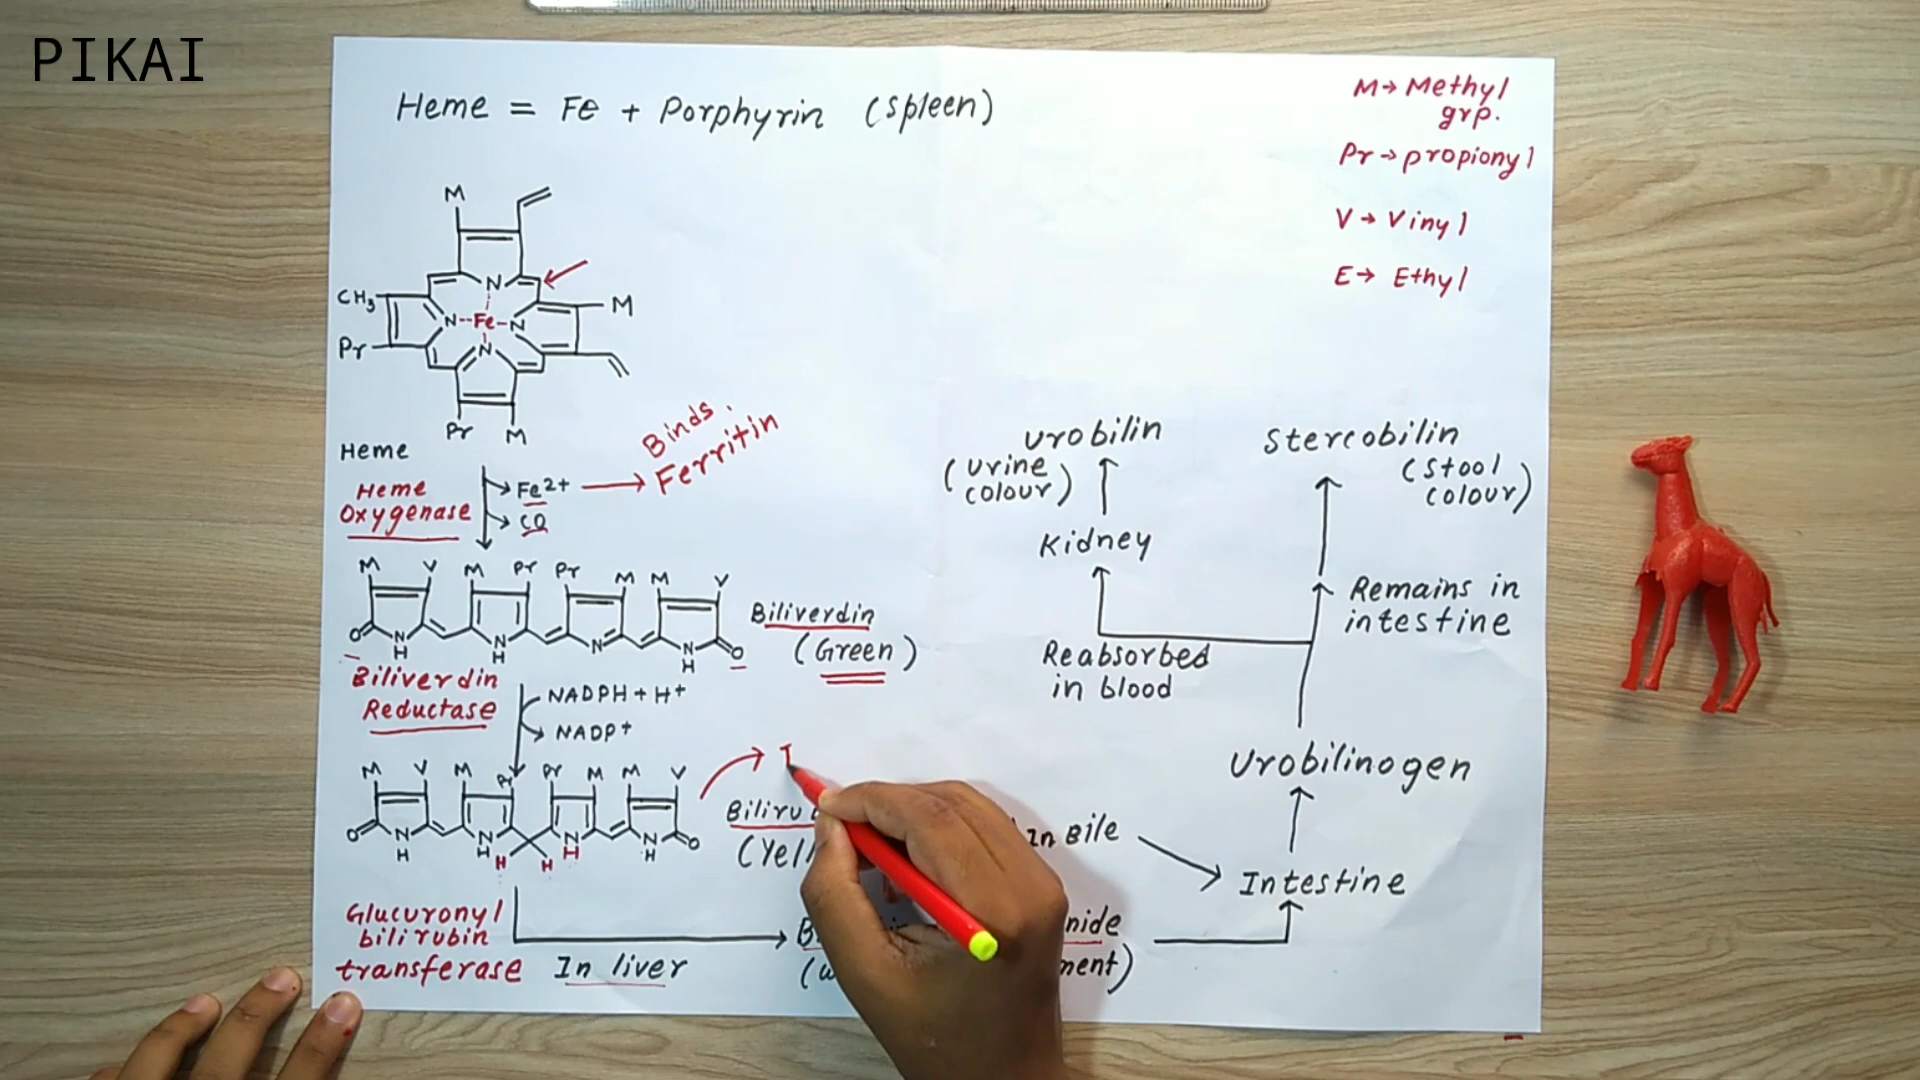 PIKAI
Heme = Fe + Porphyrin (Spleen)
M→ Methyl
grp.
Pr→ propionyl
V→ Vinyl
E→ Ethyl
M
N
CH3
M
N--Fe-N
Pr
N
Pr
M
Heme
Binds
Ferritin
Heme
Oxygenase
Fe2+
CO
M V M Pr Pr M M V
O N H N H N N H O
Biliverdin
(Green)
Biliverdin
Reductase
NADPH + H+
NADP+
M V M Pr Pr M M V
O N H N H N H N H O
H H
Glucuronyl
bilirubin
transferase
In liver
In Bile
Intestine
Urobilinogen
Reabsorbed
in blood
Remains in
intestine
Kidney
Urobilin
(Urine
colour)
Stercobilin
(Stool
colour)